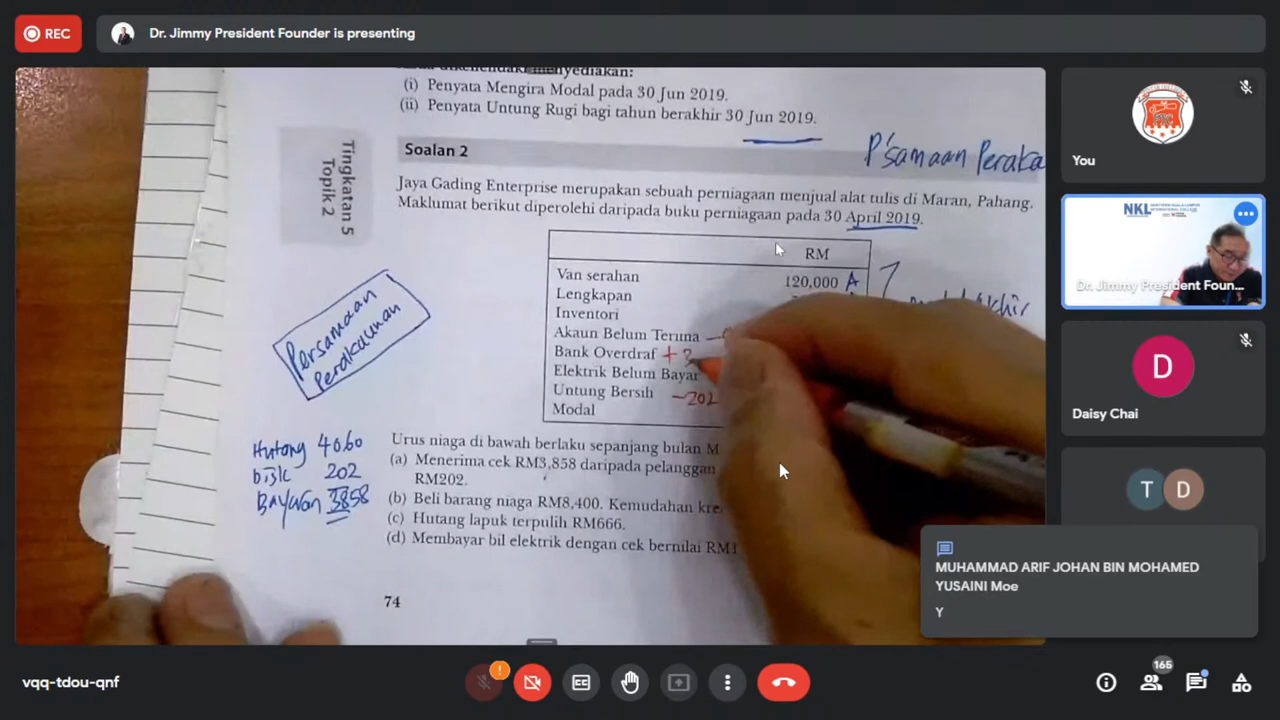 REC
Dr. Jimmy President Founder is presenting
(i) Penyata Mengira Modal pada 30 Jun 2019.
(ii) Penyata Untung Rugi bagi tahun berakhir 30 Jun 2019.
Tingkatan 5
Topik 2
Soalan 2
P'samaan Peraka
Jaya Gading Enterprise merupakan sebuah perniagaan menjual alat tulis di Maran, Pahang.
Maklumat berikut diperolehi daripada buku perniagaan pada 30 April 2019.
RM
Van serahan 120,000 A
Lengkapan
Inventori
Akaun Belum Terima
Bank Overdraf + 3
Elektrik Belum Bayar
Untung Bersih -202
Modal
Persamaan
Perakaunan
Hutang 4060
202
Bayaran 3858
Urus niaga di bawah berlaku sepanjang bulan M
(a) Menerima cek RM3,858 daripada pelanggan
RM202.
(b) Beli barang niaga RM8,400. Kemudahan kre
(c) Hutang lapuk terpulih RM666.
(d) Membayar bil elektrik dengan cek bernilai RM
74
You
NKL
Dr. Jimmy President Foun...
Daisy Chai
T
D
D
MUHAMMAD ARIF JOHAN BIN MOHAMED
YUSAINI Moe
Y
vqq-tdou-qnf
165